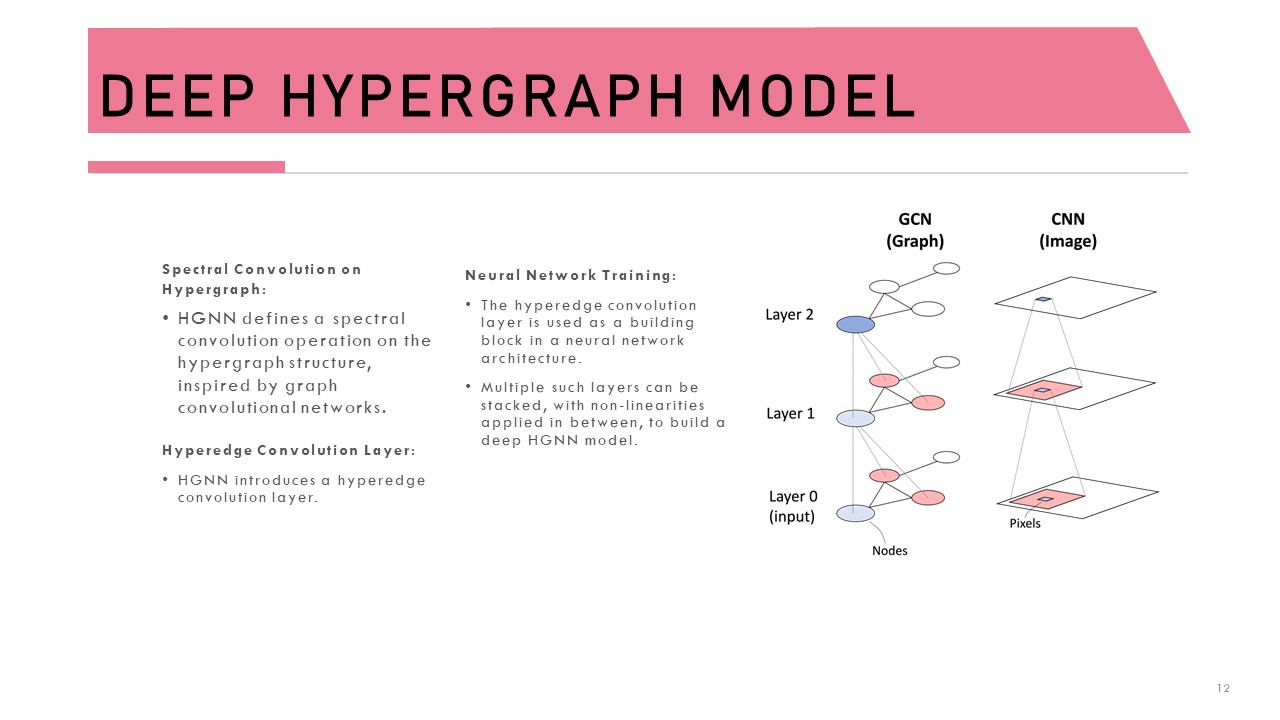 DEEP HYPERGRAPH MODEL
Spectral Convolution on
Hypergraph:
• HGNN defines a spectral
convolution operation on the
hypergraph structure,
inspired by graph
convolutional networks.
Hyperedge Convolution Layer:
• HGNN introduces a hyperedge
convolution layer.
Neural Network Training:
• The hyperedge convolution
layer is used as a building
block in a neural network
architecture.
• Multiple such layers can be
stacked, with non-linearities
applied in between, to build a
deep HGNN model.
GCN
(Graph)
CNN
(Image)
Layer 2
Layer 1
Layer 0
(input)
Nodes
Pixels
12